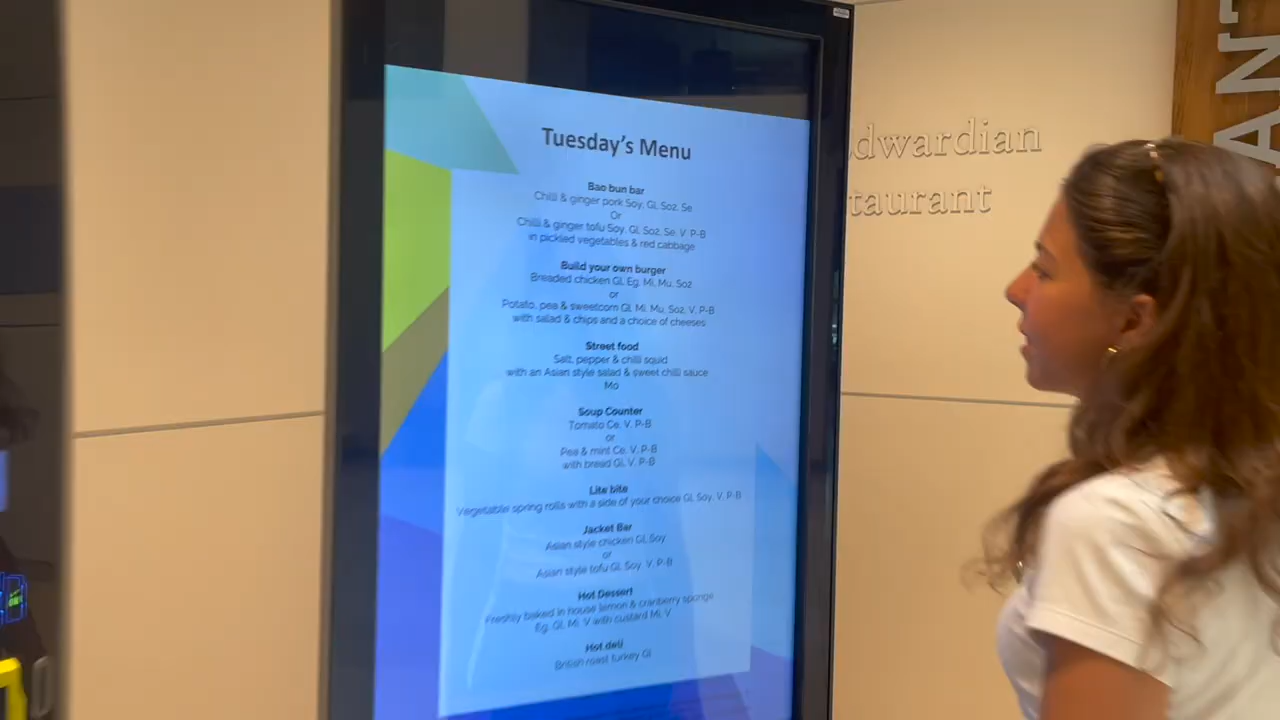 Tuesday's Menu
Bao bun bar
Chilli & ginger pork Soy, Gl, So2, Se
Or
Chilli & ginger tofu Soy, Gl, So2, Se, V, P-B
in pickled vegetables & red cabbage
Build your own burger
Breaded chicken Gl, Eg, Mi, Mu, So2
or
Potato, pea & sweetcorn Gl, Mi, Mu, So2, V, P-B
with salad & chips and a choice of cheeses
Street food
Salt, pepper & chilli squid
with an Asian style salad & sweet chilli sauce
Mo
Soup Counter
Tomato Ce, V, P-B
or
Pea & mint Ce, V, P-B
with bread Gl, V, P-B
Lite bite
Vegetable spring rolls with a side of your choice Gl, Soy, V, P-B
Jacket Bar
Asian style chicken Gl, Soy
or
Asian style tofu Gl, Soy, V, P-B
Hot Dessert
Freshly baked in house lemon & cranberry sponge
Eg, Gl, Mi, V with custard Mi, V
Hot deli
British roast turkey Gl
dwardian
taurant
ANT